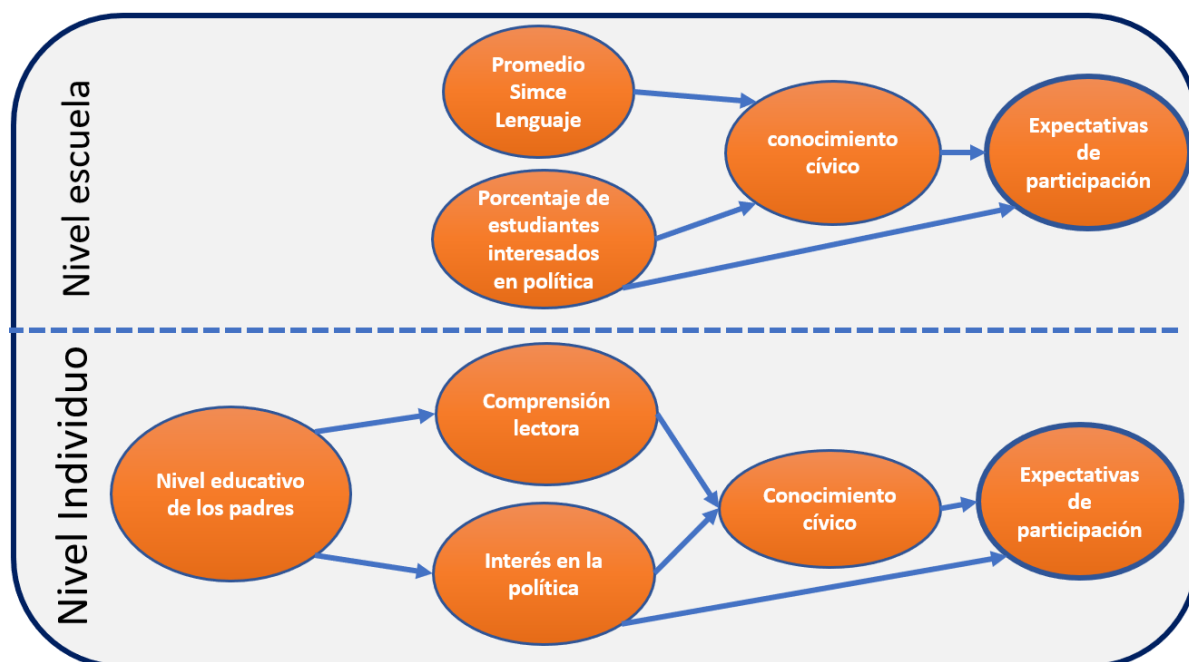 Nivel escuela
Promedio
Simce
Lenguaje
Porcentaje de
estudiantes
interesados
en política
conocimiento
cívico
Expectativas
de
participación
Nivel Individuo
Nivel educativo
de los padres
Comprensión
lectora
Interés en la
política
Conocimiento
cívico
Expectativas
de
participación